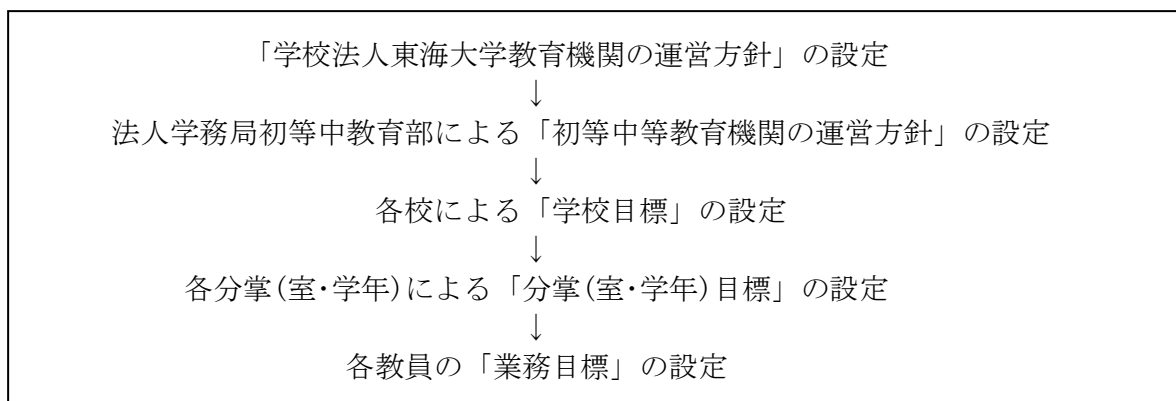 「学校法人東海大学教育機関の運営方針」の設定
↓
法人学務局初等中教育部による「初等中等教育機関の運営方針」の設定
↓
各校による「学校目標」の設定
↓
各分掌(室・学年)による「分掌(室・学年)目標」の設定
↓
各教員の「業務目標」の設定